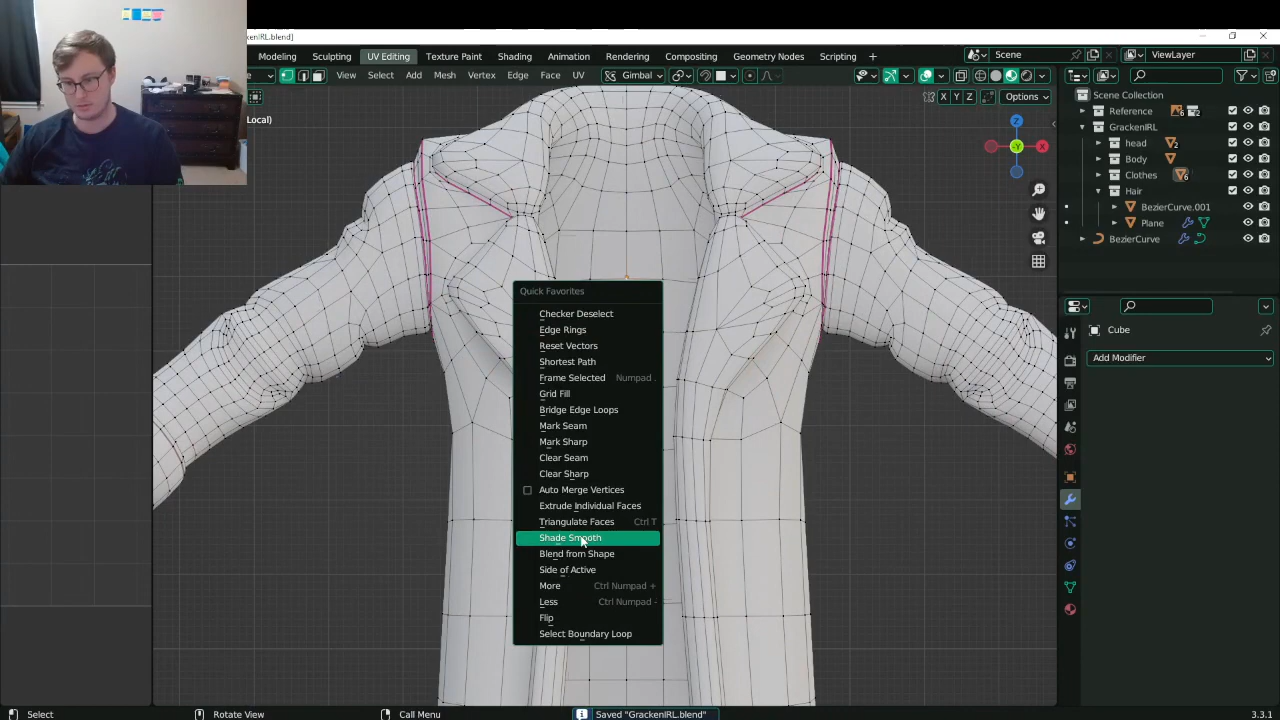 ckenIRL.blend]
Modeling Sculpting UV Editing Texture Paint Shading Animation Rendering Compositing Geometry Nodes Scripting + Scene ViewLayer
View Select Add Mesh Vertex Edge Face UV Gimbal
X Y Z Options
Local)
Scene Collection
Reference 6 2
GrackenIRL
head 2
Body
Clothes 6
Hair
BezierCurve.001
Plane
BezierCurve
Z
-Y X
Quick Favorites
Checker Deselect
Edge Rings
Reset Vectors
Shortest Path
Frame Selected Numpad .
Grid Fill
Bridge Edge Loops
Mark Seam
Mark Sharp
Clear Seam
Clear Sharp
Auto Merge Vertices
Extrude Individual Faces
Triangulate Faces Ctrl T
Shade Smooth
Blend from Shape
Side of Active
More Ctrl Numpad +
Less Ctrl Numpad -
Flip
Select Boundary Loop
Cube
Add Modifier
Select Rotate View Call Menu Saved "GrackenIRL.blend" 3.3.1